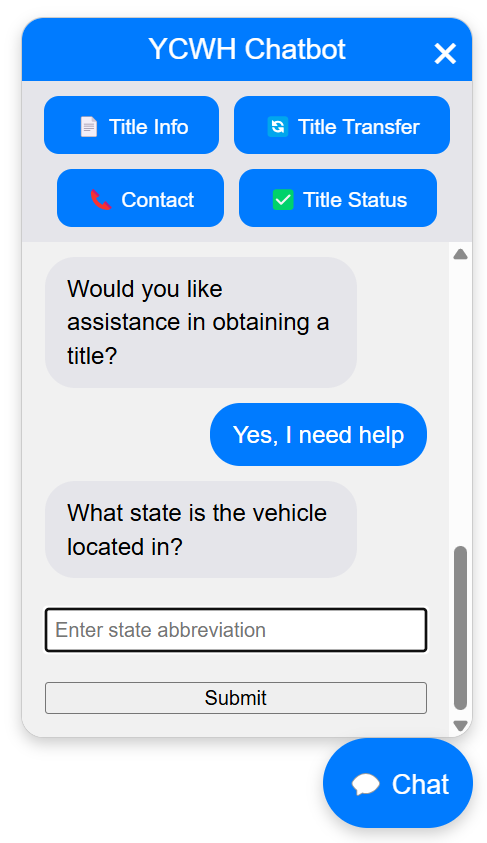 YCWH Chatbot
Title Info
Title Transfer
Contact
Title Status
Would you like
assistance in obtaining a
title?
Yes, I need help
What state is the vehicle
located in?
Enter state abbreviation
Submit
Chat